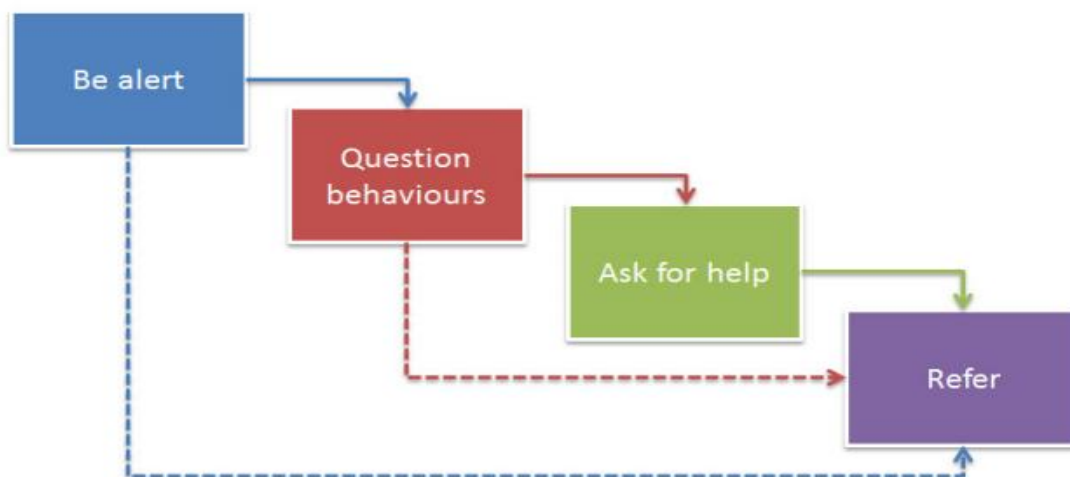 Be alert
Question
behaviours
Ask for help
Refer